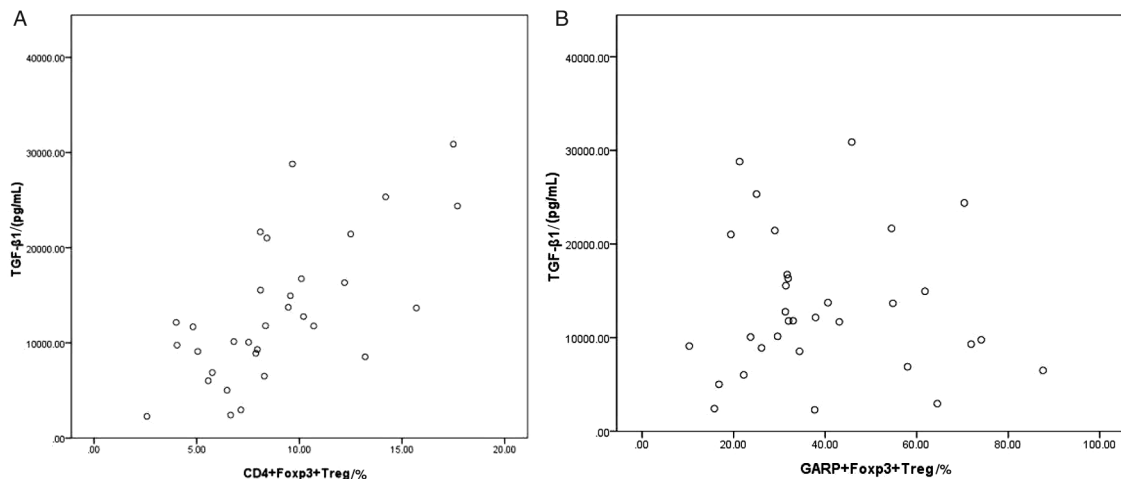 A
40000.00
30000.00
20000.00
10000.00
.00
TGF-β1/(pg/mL)
.00 5.00 10.00 15.00 20.00
CD4+Foxp3+Treg/%
B
40000.00
30000.00
20000.00
10000.00
.00
TGF-β1/(pg/mL)
.00 20.00 40.00 60.00 80.00 100.00
GARP+Foxp3+Treg/%